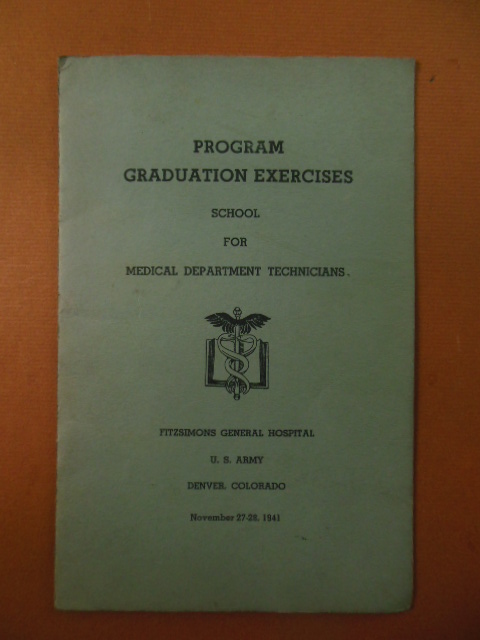 PROGRAM
GRADUATION EXERCISES
SCHOOL
FOR
MEDICAL DEPARTMENT TECHNICIANS.
FITZSIMONS GENERAL HOSPITAL
U. S. ARMY
DENVER, COLORADO
November 27-28, 1941